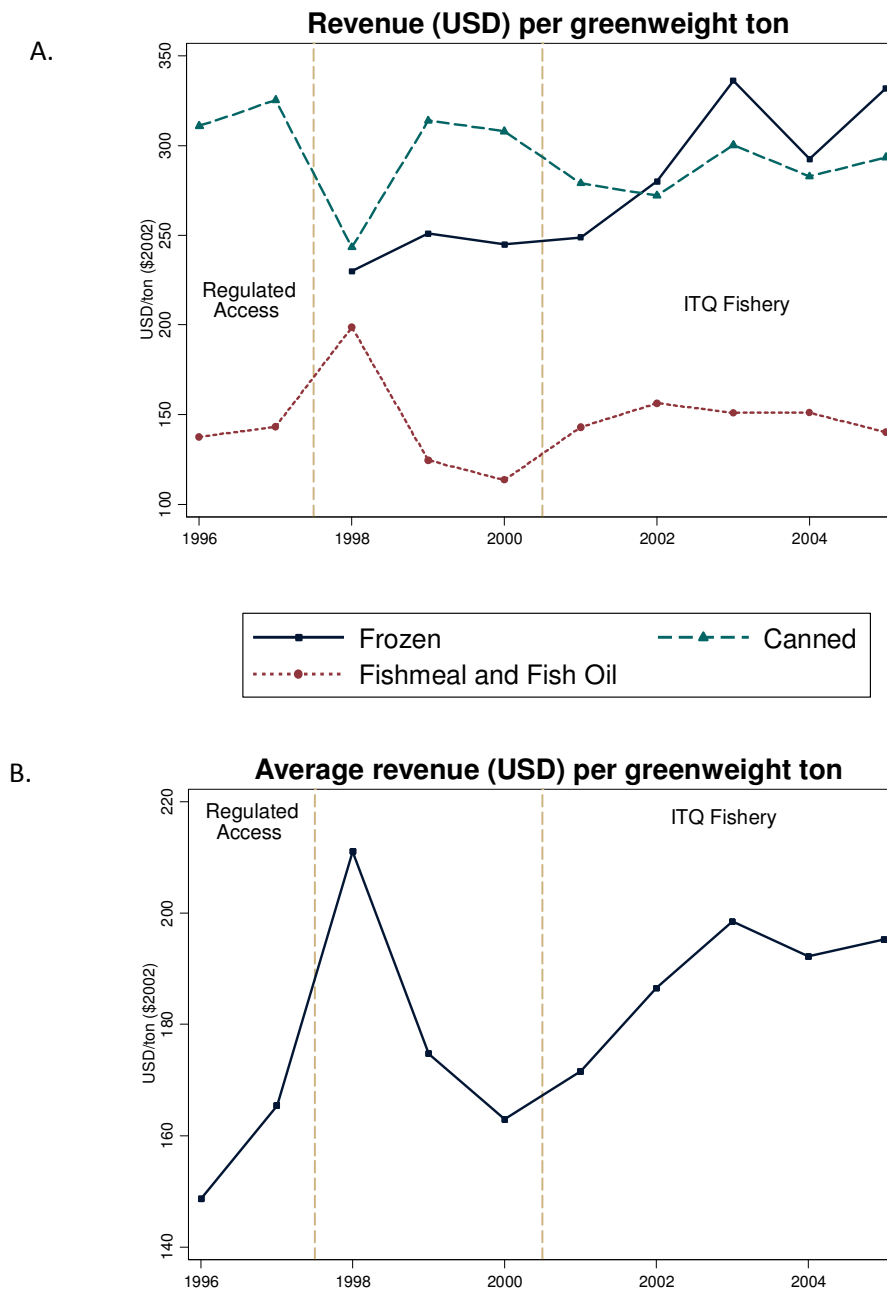 A.
Revenue (USD) per greenweight ton
350
300
250
200
150
100
USD/ton ($2002)
Regulated
Access
ITQ Fishery
1996
1998
2000
2002
2004
Frozen
Canned
Fishmeal and Fish Oil
B.
Average revenue (USD) per greenweight ton
220
200
180
160
140
USD/ton ($2002)
Regulated
Access
ITQ Fishery
1996
1998
2000
2002
2004